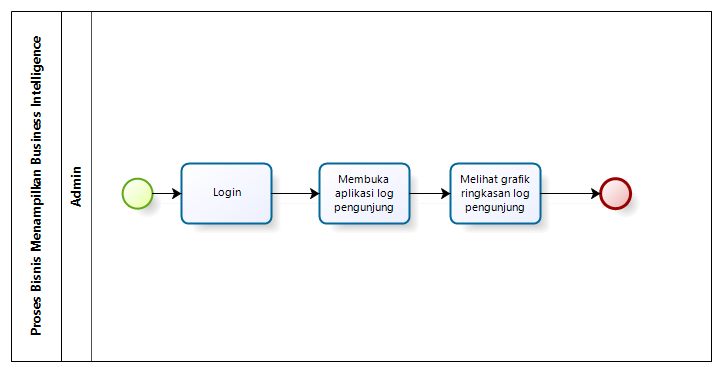 Proses Bisnis Menampilkan Business Intelligence
Admin
Login
Membuka
aplikasi log
pengunjung
Melihat grafik
ringkasan log
pengunjung